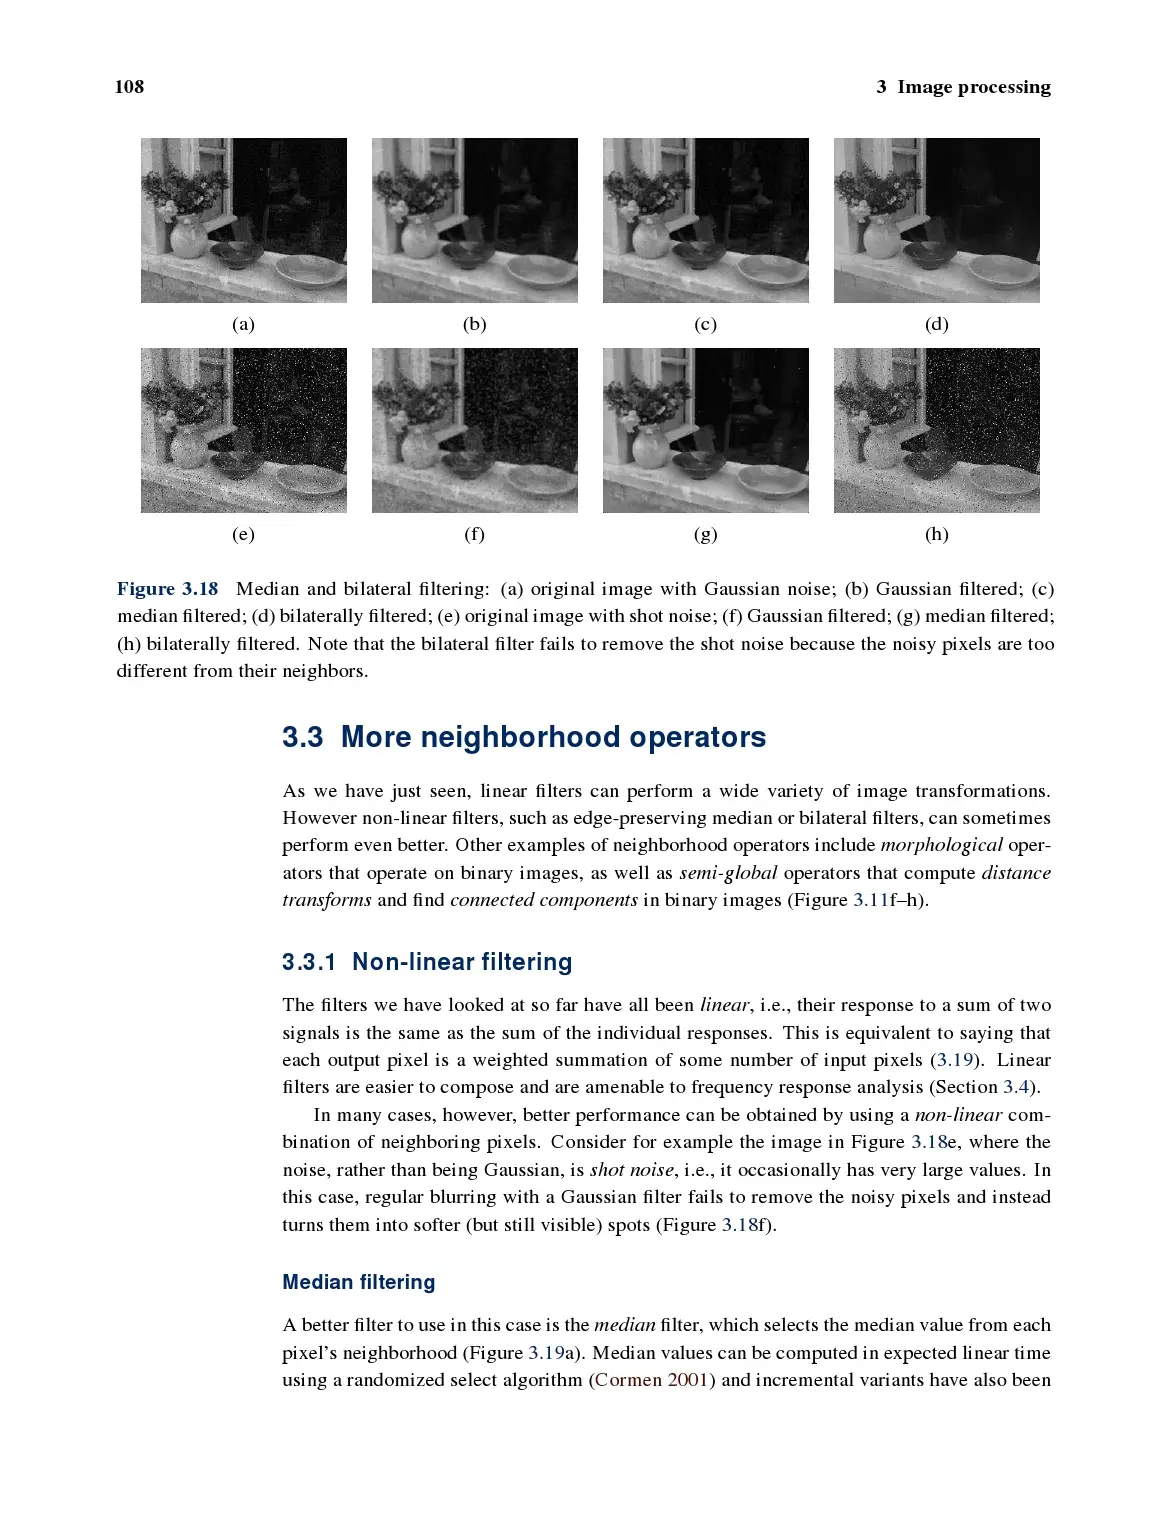 108
3 Image processing
(a)
(b)
(c)
(d)
(e)
(f)
(g)
(h)
Figure 3.18 Median and bilateral filtering: (a) original image with Gaussian noise; (b) Gaussian filtered; (c)
median filtered; (d) bilaterally filtered; (e) original image with shot noise; (f) Gaussian filtered; (g) median filtered;
(h) bilaterally filtered. Note that the bilateral filter fails to remove the shot noise because the noisy pixels are too
different from their neighbors.
3.3 More neighborhood operators
As we have just seen, linear filters can perform a wide variety of image transformations.
However non-linear filters, such as edge-preserving median or bilateral filters, can sometimes
perform even better. Other examples of neighborhood operators include morphological oper-
ators that operate on binary images, as well as semi-global operators that compute distance
transforms and find connected components in binary images (Figure 3.11f–h).
3.3.1 Non-linear filtering
The filters we have looked at so far have all been linear, i.e., their response to a sum of two
signals is the same as the sum of the individual responses. This is equivalent to saying that
each output pixel is a weighted summation of some number of input pixels (3.19). Linear
filters are easier to compose and are amenable to frequency response analysis (Section 3.4).
In many cases, however, better performance can be obtained by using a non-linear com-
bination of neighboring pixels. Consider for example the image in Figure 3.18e, where the
noise, rather than being Gaussian, is shot noise, i.e., it occasionally has very large values. In
this case, regular blurring with a Gaussian filter fails to remove the noisy pixels and instead
turns them into softer (but still visible) spots (Figure 3.18f).
Median filtering
A better filter to use in this case is the median filter, which selects the median value from each
pixel's neighborhood (Figure 3.19a). Median values can be computed in expected linear time
using a randomized select algorithm (Cormen 2001) and incremental variants have also been